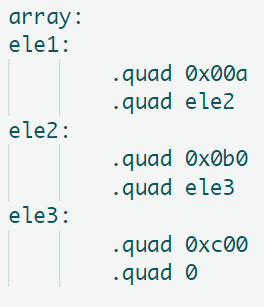 array:
ele1:
.quad 0x00a
.quad ele2
ele2:
.quad 0x0b0
.quad ele3
ele3:
.quad 0xc00
.quad 0